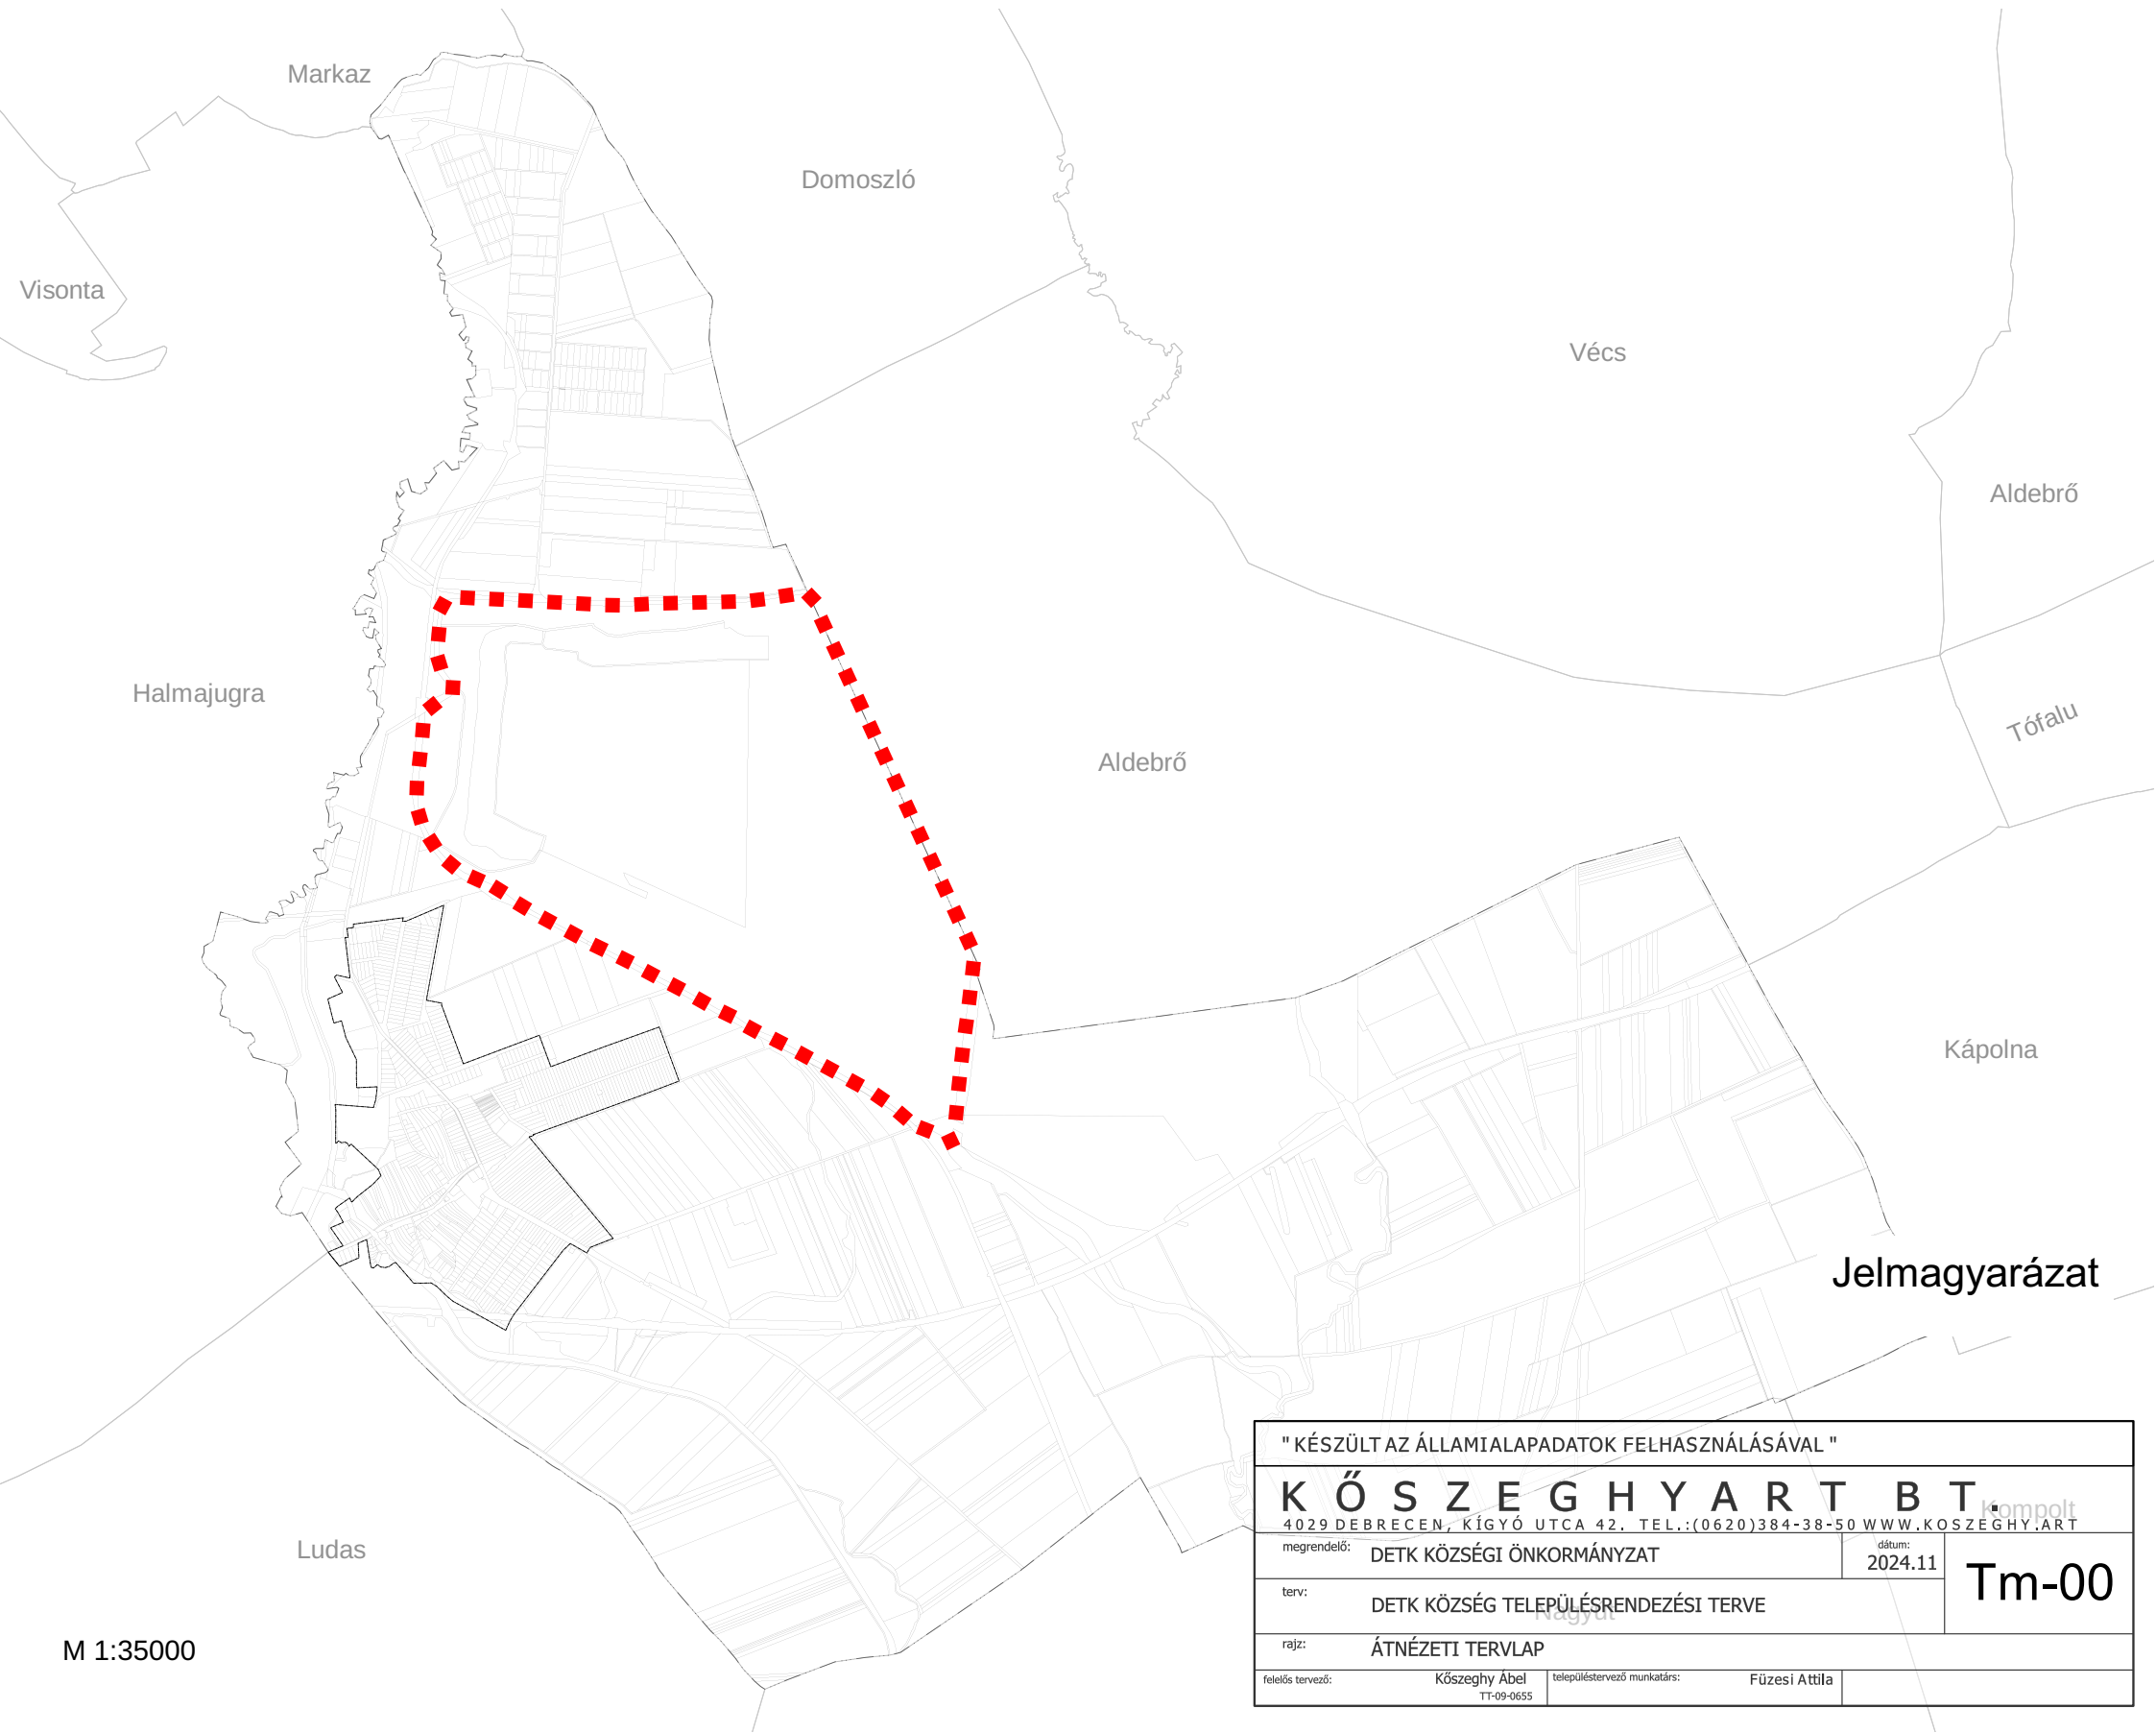 Markaz
Domoszló
Visonta
Vécs
Aldebrő
Halmajugra
Tófalu
Aldebrő
Kápolna
Jelmagyarázat
"KÉSZÜLT AZ ÁLLAMI ALAPADATOK FELHASZNÁLÁSÁVAL"
KŐSZEGHYART BT.
Kompolt
4029 DEBRECEN, KÍGYÓ UTCA 42. TEL.:(0620)384-38-50 WWW.KOSZEGHY.ART
Ludas
megrendelő: DETK KÖZSÉGI ÖNKORMÁNYZAT
dátum:
2024.11
Tm-00
terv: DETK KÖZSÉG TELEPÜLÉSRENDEZÉSI TERVE
Nagyút
M 1:35000
rajz: ÁTNÉZETI TERVLAP
felelős tervező: Kőszeghy Ábel
TT-09-0655
településtervező munkatárs: Füzesi Attila